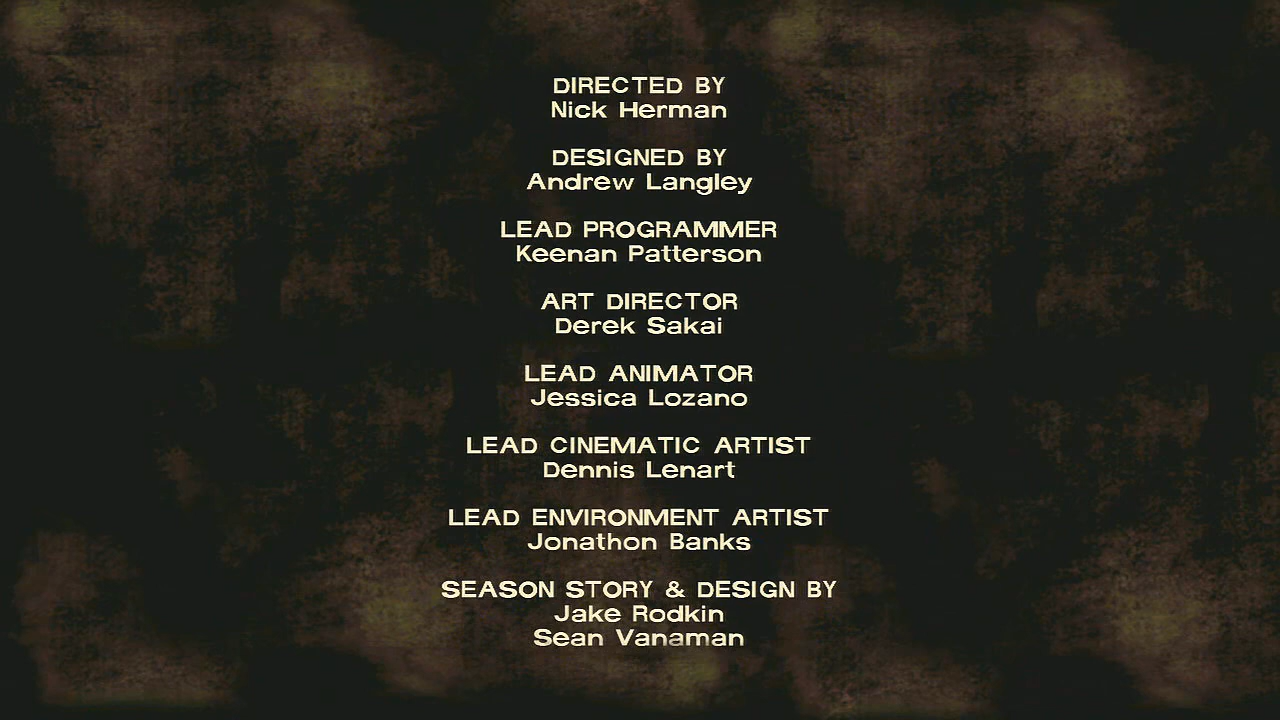 DIRECTED BY
Nick Herman
DESIGNED BY
Andrew Langley
LEAD PROGRAMMER
Keenan Patterson
ART DIRECTOR
Derek Sakai
LEAD ANIMATOR
Jessica Lozano
LEAD CINEMATIC ARTIST
Dennis Lenart
LEAD ENVIRONMENT ARTIST
Jonathon Banks
SEASON STORY & DESIGN BY
Jake Rodkin
Sean Vanaman